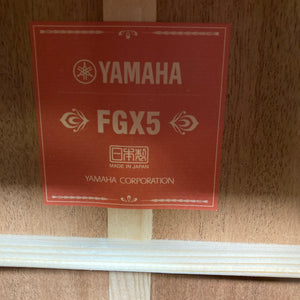 YAMAHA
FGX5
日本製
MADE IN JAPAN
YAMAHA CORPORATION